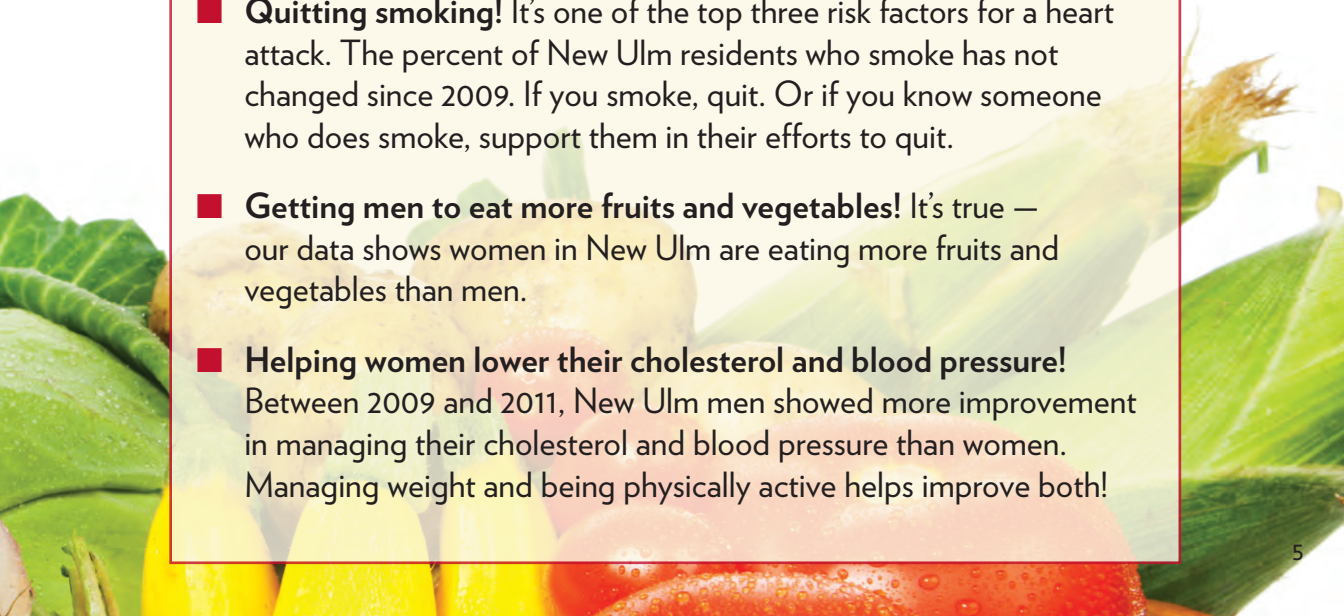 Quitting smoking! It’s one of the top three risk factors for a heart
attack. The percent of New Ulm residents who smoke has not
changed since 2009. If you smoke, quit. Or if you know someone
who does smoke, support them in their efforts to quit.
Getting men to eat more fruits and vegetables! It’s true —
our data shows women in New Ulm are eating more fruits and
vegetables than men.
Helping women lower their cholesterol and blood pressure!
Between 2009 and 2011, New Ulm men showed more improvement
in managing their cholesterol and blood pressure than women.
Managing weight and being physically active helps improve both!
5